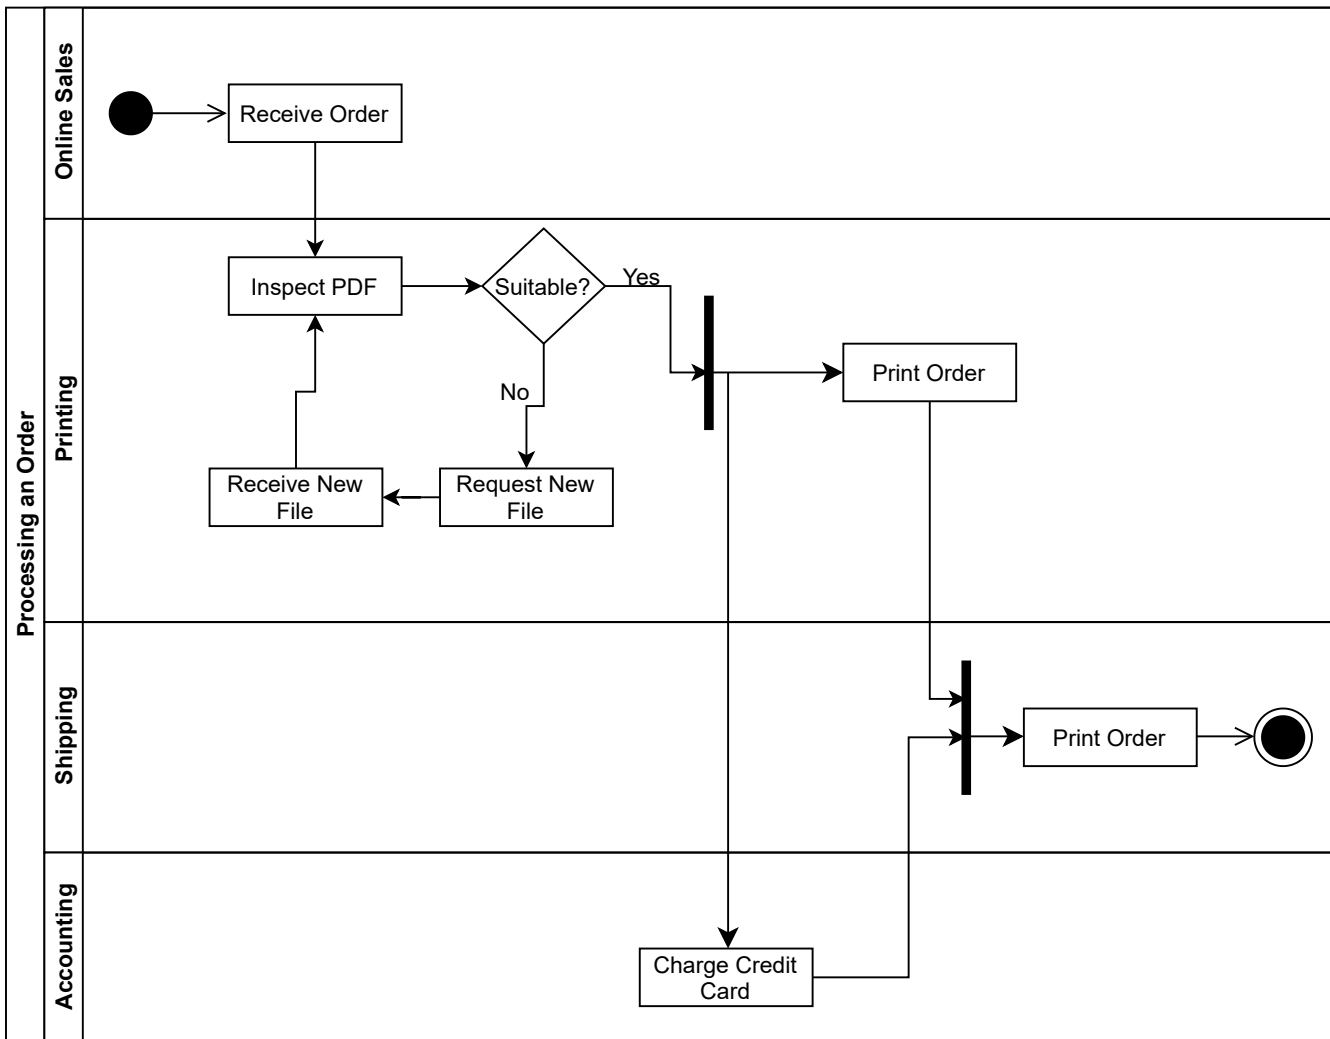 Processing an Order
Online Sales
Receive Order
Printing
Inspect PDF
Suitable?
Yes
No
Print Order
Receive New
File
Request New
File
Shipping
Print Order
Accounting
Charge Credit
Card